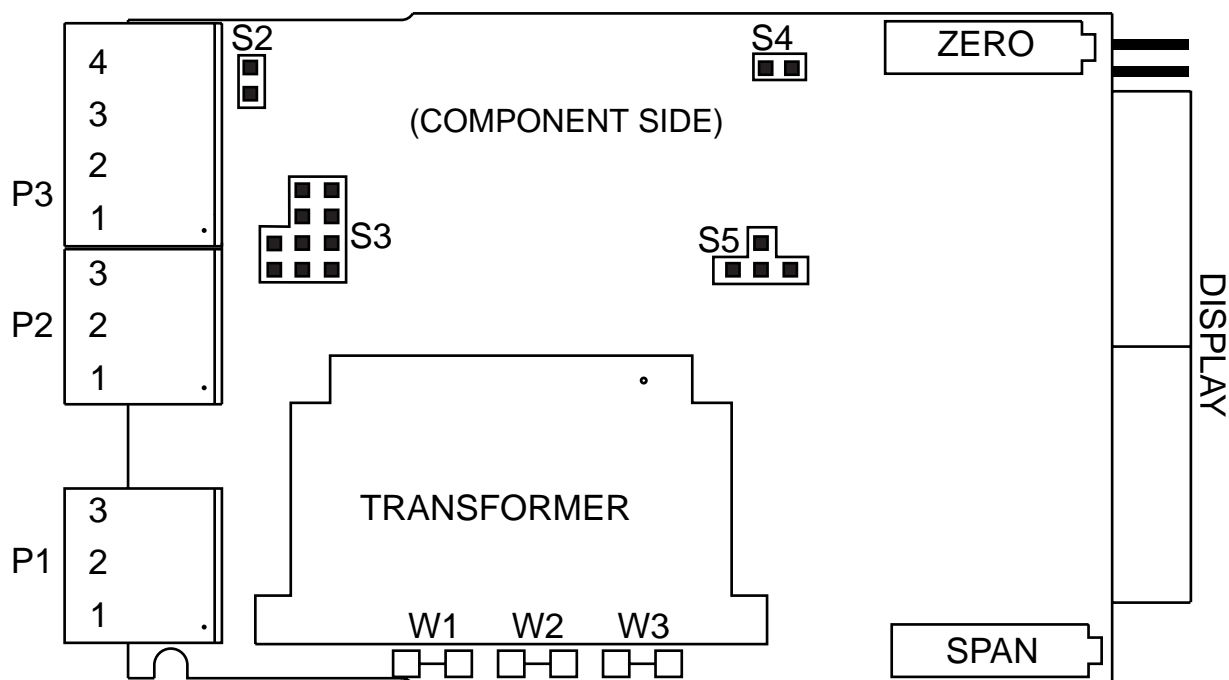 S2
S4
ZERO
4
3
2
1
P3
(COMPONENT SIDE)
S3
S5
3
2
1
P2
DISPLAY
TRANSFORMER
3
2
1
P1
W1 W2 W3
SPAN